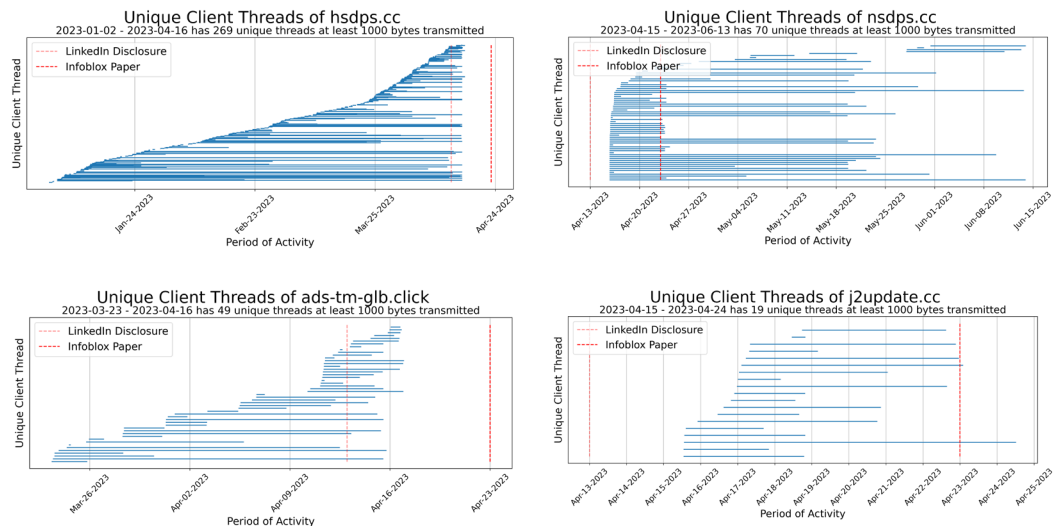 Unique Client Threads of hsdps.cc
2023-01-02 - 2023-04-16 has 269 unique threads at least 1000 bytes transmitted
LinkedIn Disclosure
Infoblox Paper
Unique Client Thread
Jan-24-2023
Feb-23-2023
Mar-25-2023
Apr-24-2023
Period of Activity
Unique Client Threads of nsdps.cc
2023-04-15 - 2023-06-13 has 70 unique threads at least 1000 bytes transmitted
LinkedIn Disclosure
Infoblox Paper
Unique Client Thread
Apr-13-2023
Apr-20-2023
Apr-27-2023
May-04-2023
May-11-2023
May-18-2023
May-25-2023
Jun-01-2023
Jun-08-2023
Jun-15-2023
Period of Activity
Unique Client Threads of ads-tm-glb.click
2023-03-23 - 2023-04-16 has 49 unique threads at least 1000 bytes transmitted
LinkedIn Disclosure
Infoblox Paper
Unique Client Thread
Mar-26-2023
Apr-02-2023
Apr-09-2023
Apr-16-2023
Apr-23-2023
Period of Activity
Unique Client Threads of j2update.cc
2023-04-15 - 2023-04-24 has 19 unique threads at least 1000 bytes transmitted
LinkedIn Disclosure
Infoblox Paper
Unique Client Thread
Apr-13-2023
Apr-14-2023
Apr-15-2023
Apr-16-2023
Apr-17-2023
Apr-18-2023
Apr-19-2023
Apr-20-2023
Apr-21-2023
Apr-22-2023
Apr-23-2023
Apr-24-2023
Apr-25-2023
Period of Activity